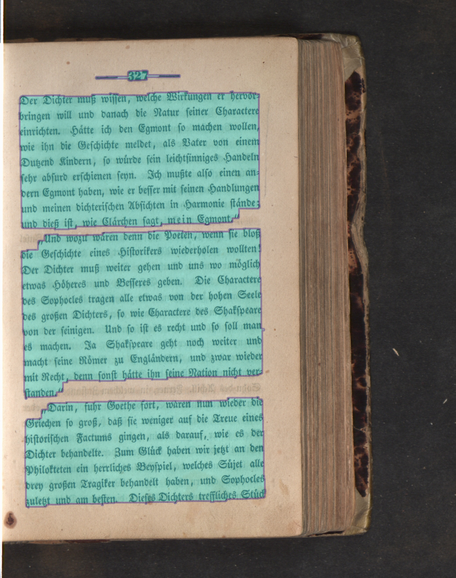 327
Der Dichter muß wissen, welche Wirkungen er hervor-
bringen will und danach die Natur seiner Charactere
einrichten. Hätte ich den Egmont so machen wollen,
wie ihn die Geschichte meldet, als Vater von einem
Dutzend Kindern, so würde sein leichtsinniges Handeln
sehr absurd erschienen seyn. Ich mußte also einen an-
dern Egmont haben, wie er besser mit seinen Handlungen
und meinen dichterischen Absichten in Harmonie stände;
und dieß ist, wie Clärchen sagt, mein Egmont.
Und wozu wären denn die Poeten, wenn sie bloß
die Geschichte eines Historikers wiederholen wollten!
Der Dichter muß weiter gehen und uns wo möglich
etwas Höheres und Besseres geben. Die Charactere
des Sophocles tragen alle etwas von der hohen Seele
des großen Dichters, so wie Charactere des Shakspeare
von der seinigen. Und so ist es recht und so soll man
es machen. Ja Shakspeare geht noch weiter und
macht seine Römer zu Engländern, und zwar wieder
mit Recht, denn sonst hätte ihn seine Nation nicht ver-
standen.
Darin, fuhr Goethe fort, waren nun wieder die
Griechen so groß, daß sie weniger auf die Treue eines
historischen Factums gingen, als darauf, wie es der
Dichter behandelte. Zum Glück haben wir jetzt an den
Philokteten ein herrliches Beyspiel, welches Süjet alle
drey großen Tragiker behandelt haben, und Sophocles
zuletzt und am besten. Dieses Dichters treffliches Stück